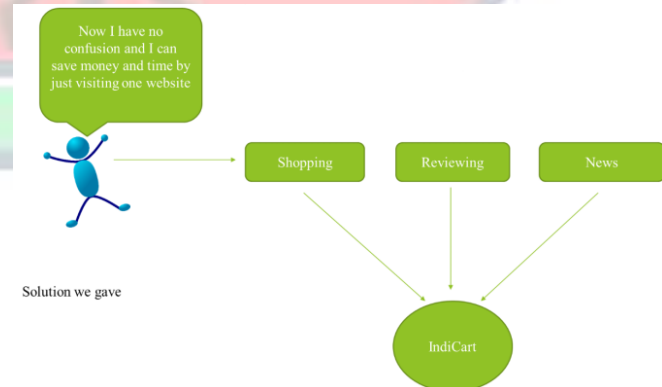 Now I have no
confusion and I can
save money and time by
just visiting one website
Shopping
Reviewing
News
Solution we gave
IndiCart